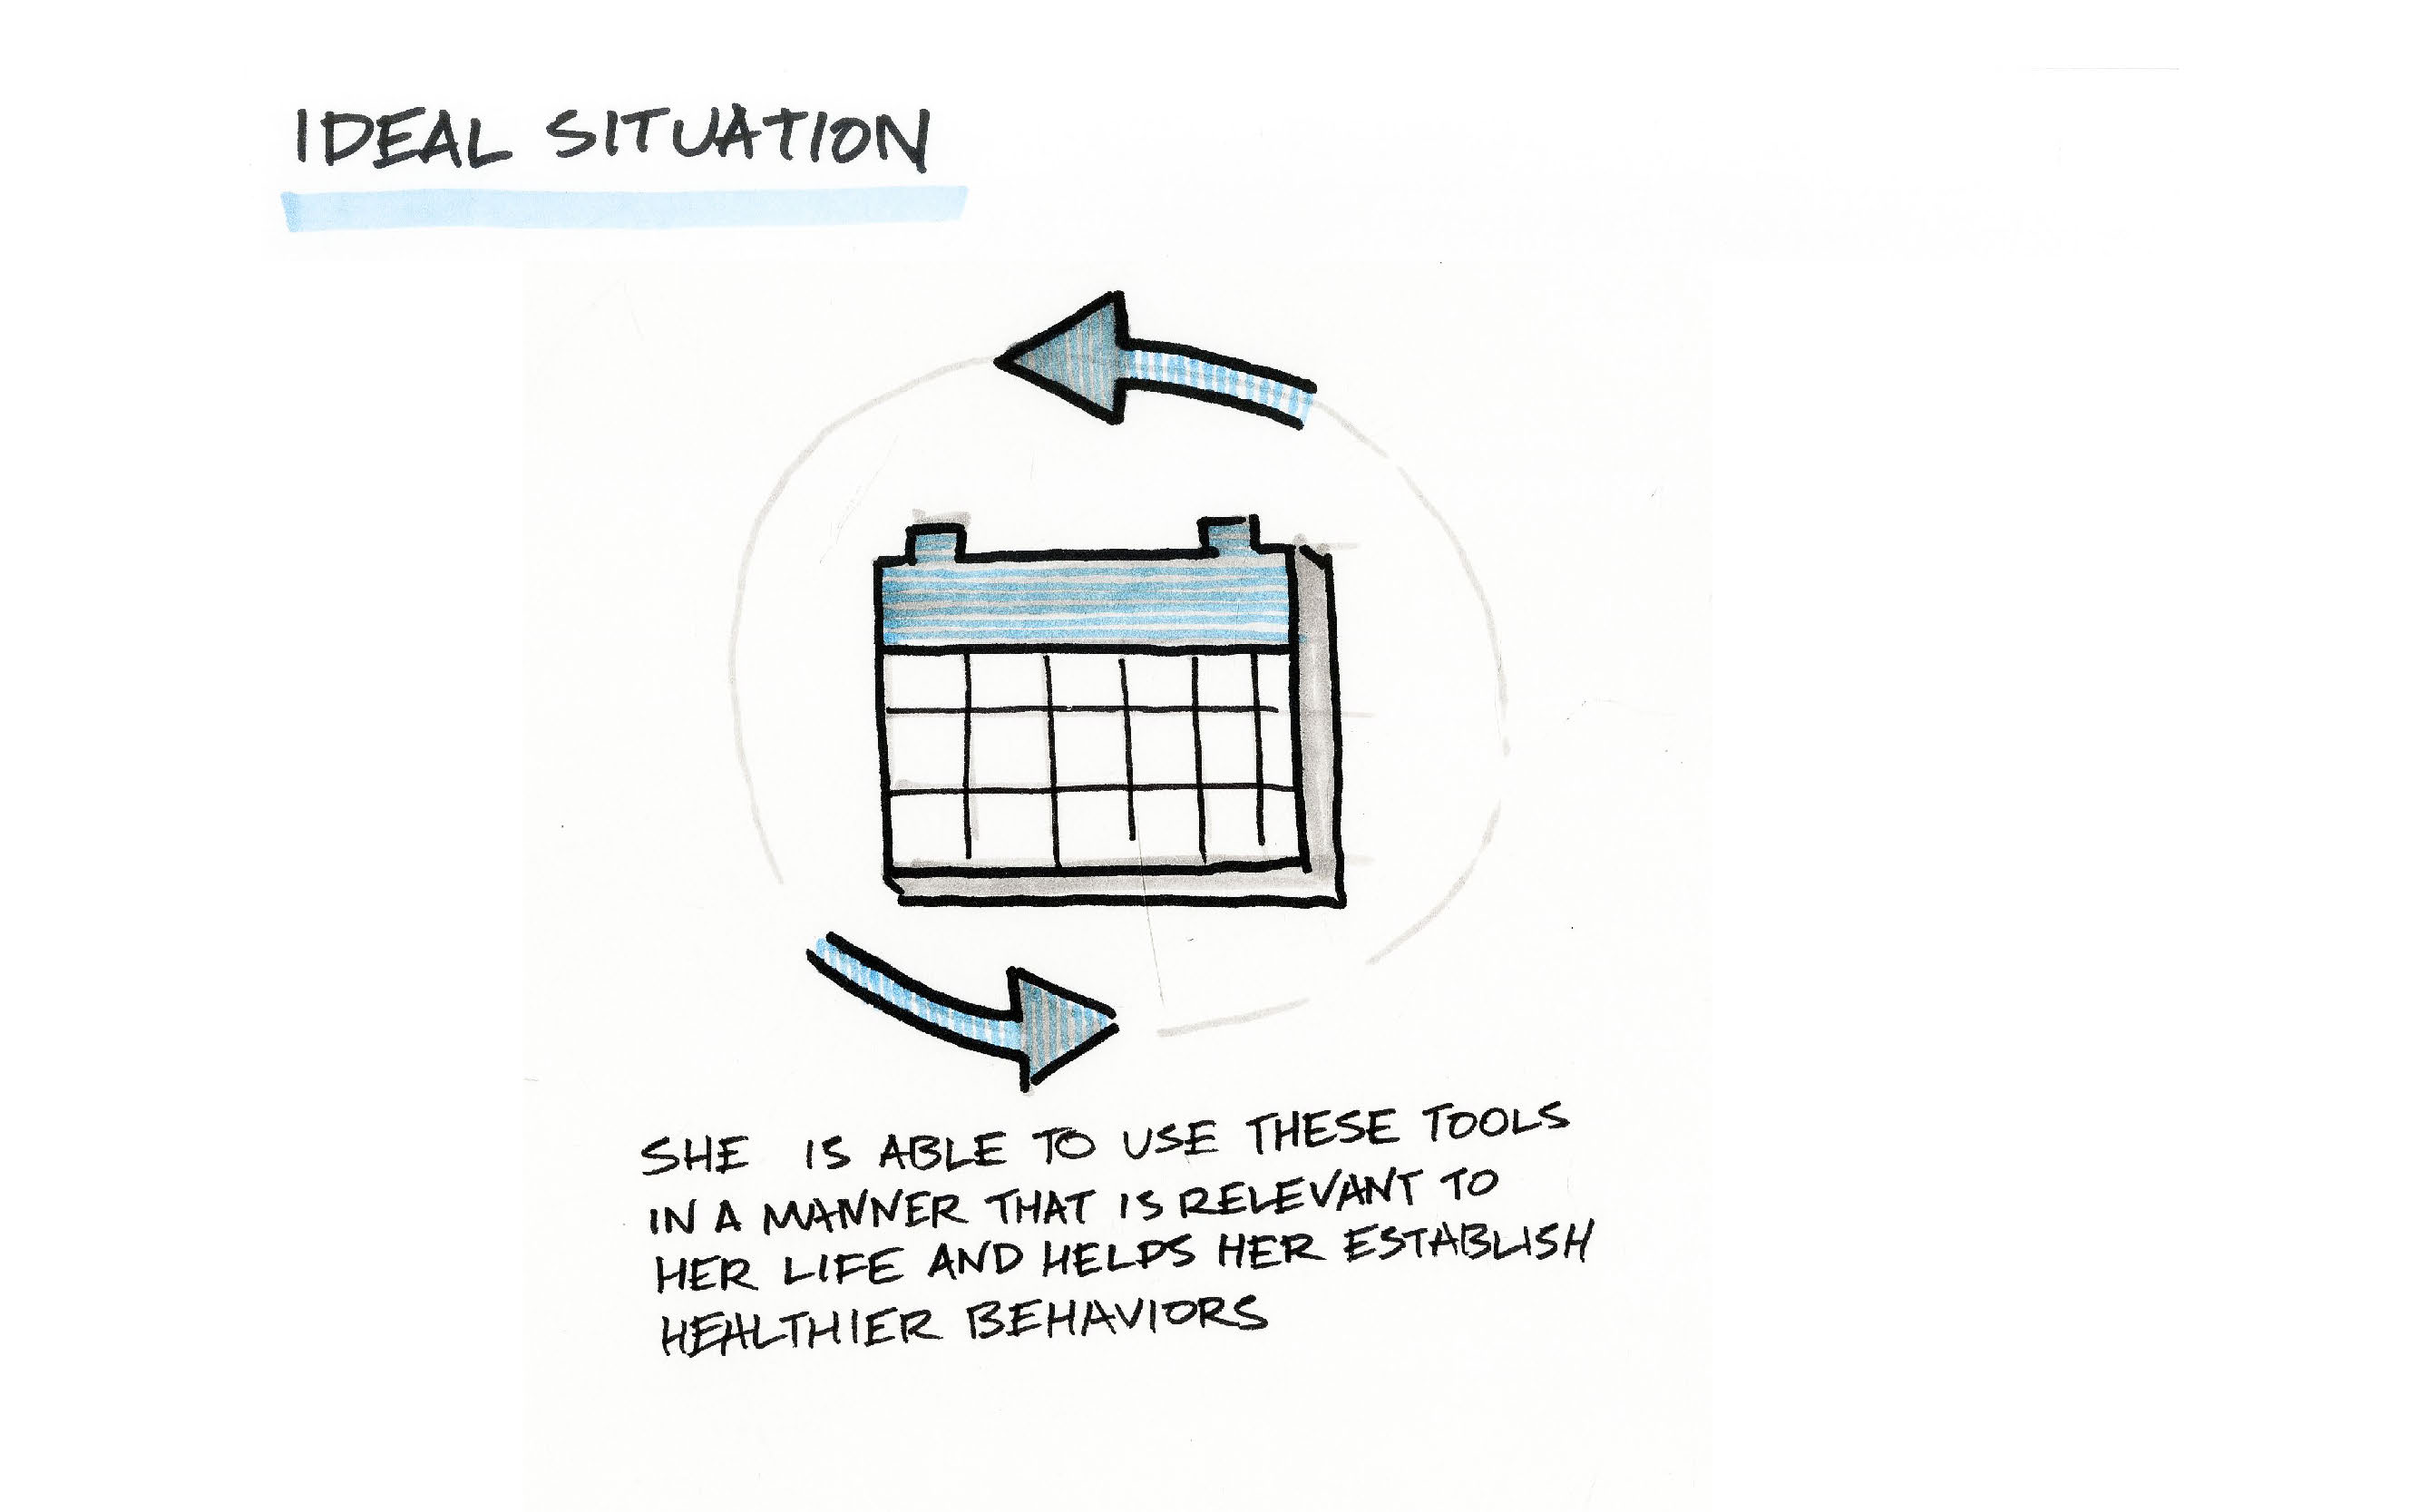 IDEAL SITUATION
SHE IS ABLE TO USE THESE TOOLS
IN A MANNER THAT IS RELEVANT TO
HER LIFE AND HELPS HER ESTABLISH
HEALTHIER BEHAVIORS